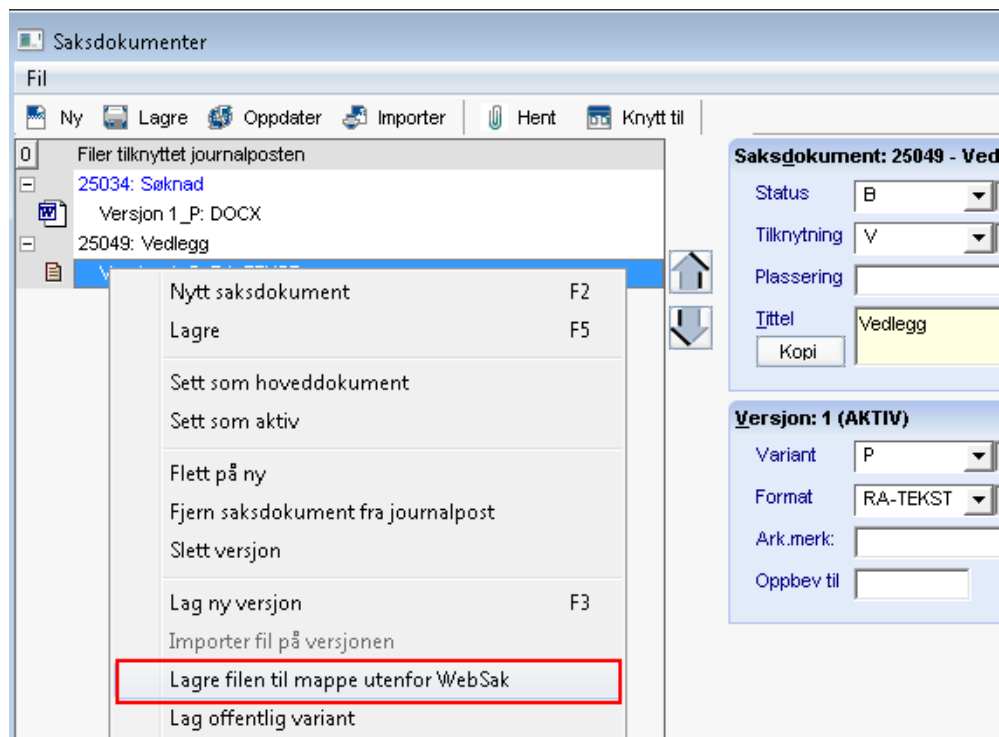 Saksdokumenter
Fil
Ny Lagre Oppdater Importer Hent Knytt til
0 Filer tilknyttet journalposten
25034: Søknad
Versjon 1_P: DOCX
25049: Vedlegg
Nytt saksdokument F2
Lagre F5
Sett som hoveddokument
Sett som aktiv
Flett på ny
Fjern saksdokument fra journalpost
Slett versjon
Lag ny versjon F3
Importer fil på versjonen
Lagre filen til mappe utenfor WebSak
Lag offentlig variant
Saksdokument: 25049 - Ved
Status B
Tilknytning V
Plassering
Tittel Vedlegg
Kopi
Versjon: 1 (AKTIV)
Variant P
Format RA-TEKST
Ark.merk:
Oppbev til